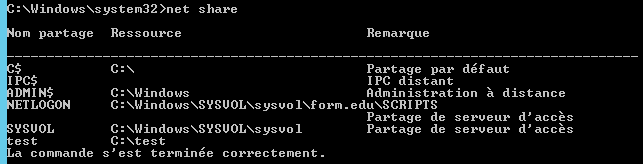 C:\Windows\system32>net share
Nom partage Ressource Remarque
-------------------------------------------------------------------------------
C$ C:\ Partage par défaut
IPC$ IPC distant
ADMIN$ C:\Windows Administration à distance
NETLOGON C:\Windows\SYSVOL\sysvol\form.edu\SCRIPTS
Partage de serveur d'accès
SYSVOL C:\Windows\SYSVOL\sysvol Partage de serveur d'accès
test C:\test
La commande s'est terminée correctement.